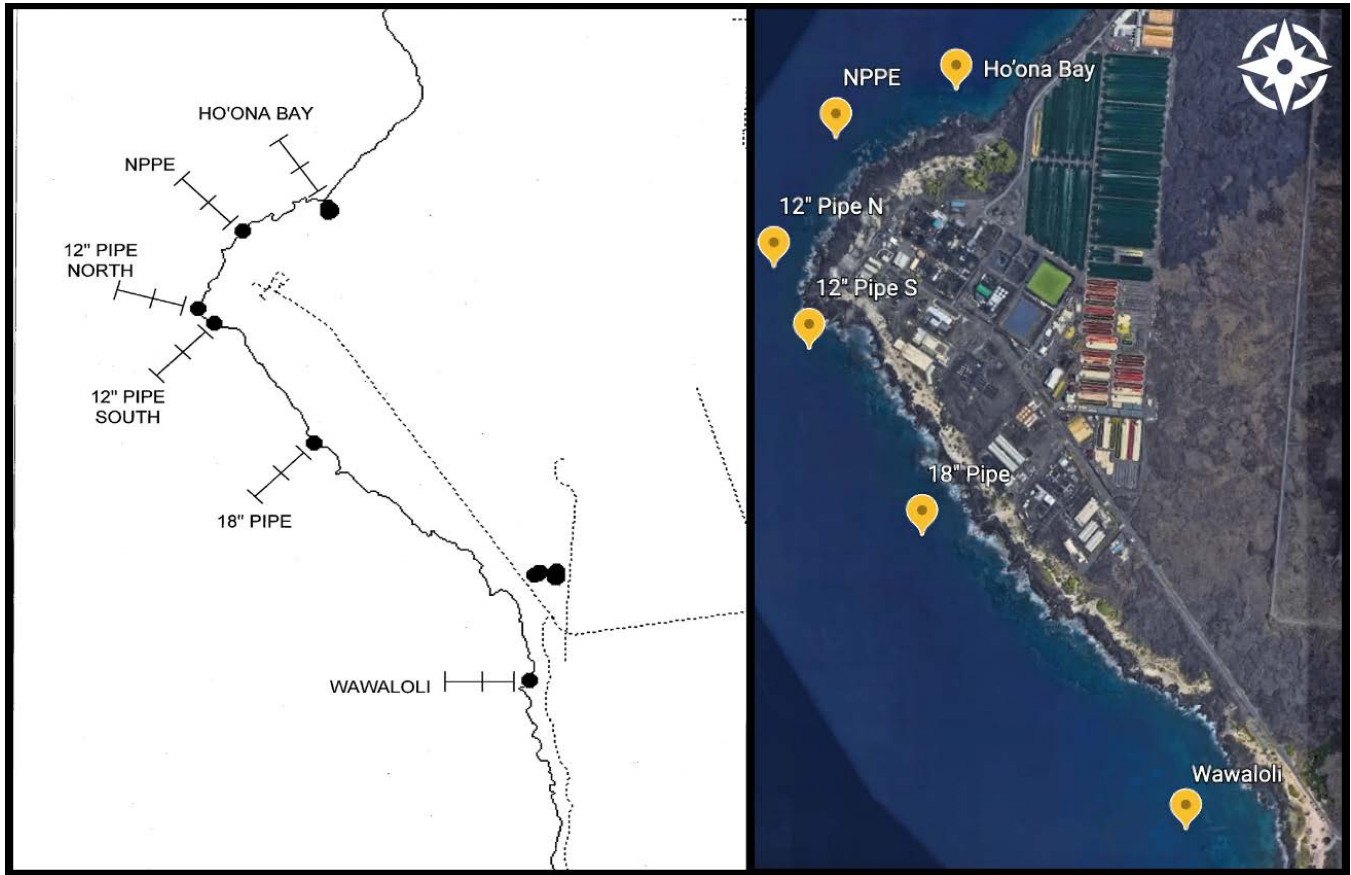 HO'ONA BAY
NPPE
12" PIPE
NORTH
12" PIPE
SOUTH
18" PIPE
WAWALOLI
NPPE
Ho'ona Bay
12" Pipe N
12" Pipe S
18" Pipe
Wawaloli